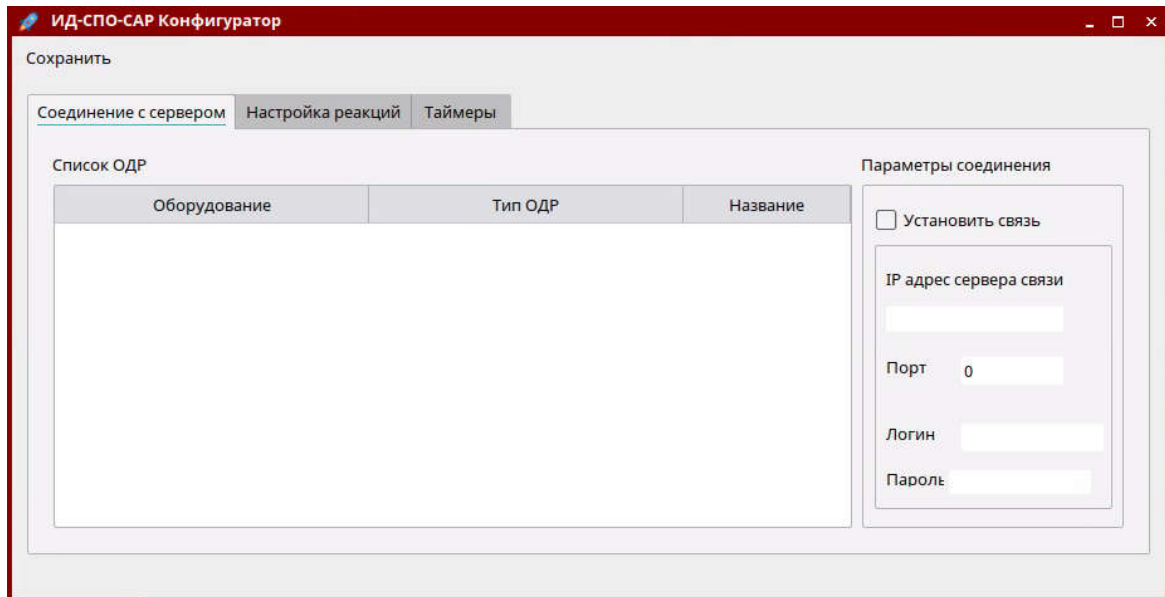 ИД-СПО-САР Конфигуратор
Сохранить
Соединение с сервером Настройка реакций Таймеры
Список ОДР
Параметры соединения
Оборудование Тип ОДР Название
Установить связь
IP адрес сервера связи
Порт 0
Логин
Пароль